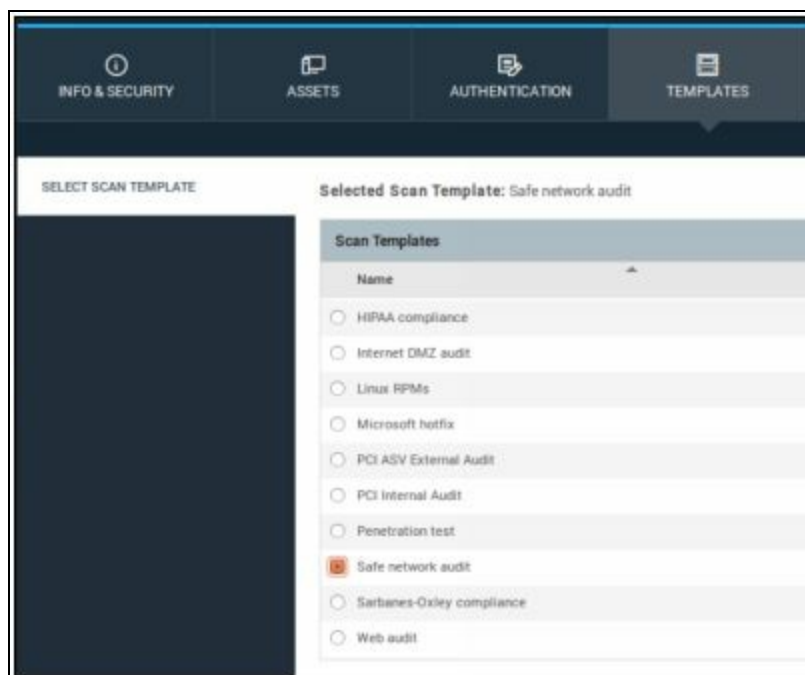 INFO & SECURITY
ASSETS
AUTHENTICATION
TEMPLATES
SELECT SCAN TEMPLATE
Selected Scan Template: Safe network audit
Scan Templates
Name
HIPAA compliance
Internet DMZ audit
Linux RPMs
Microsoft hotfix
PCI ASV External Audit
PCI Internal Audit
Penetration test
Safe network audit
Sarbanes-Oxley compliance
Web audit